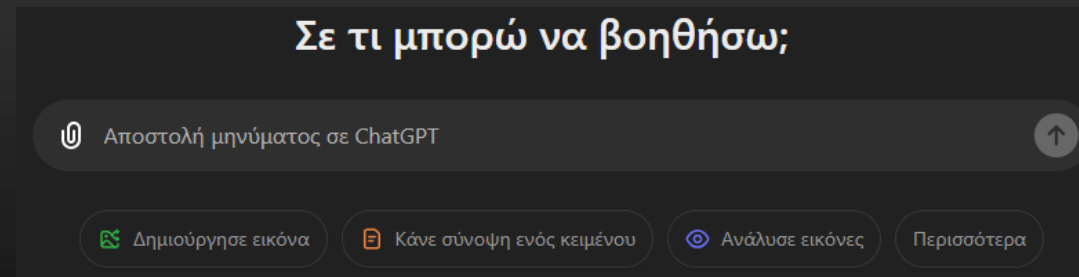 Σε τι μπορώ να βοηθήσω;
Αποστολή μηνύματος σε ChatGPT
Δημιούργησε εικόνα Κάνε σύνοψη ενός κειμένου Ανάλυσε εικόνες Περισσότερα